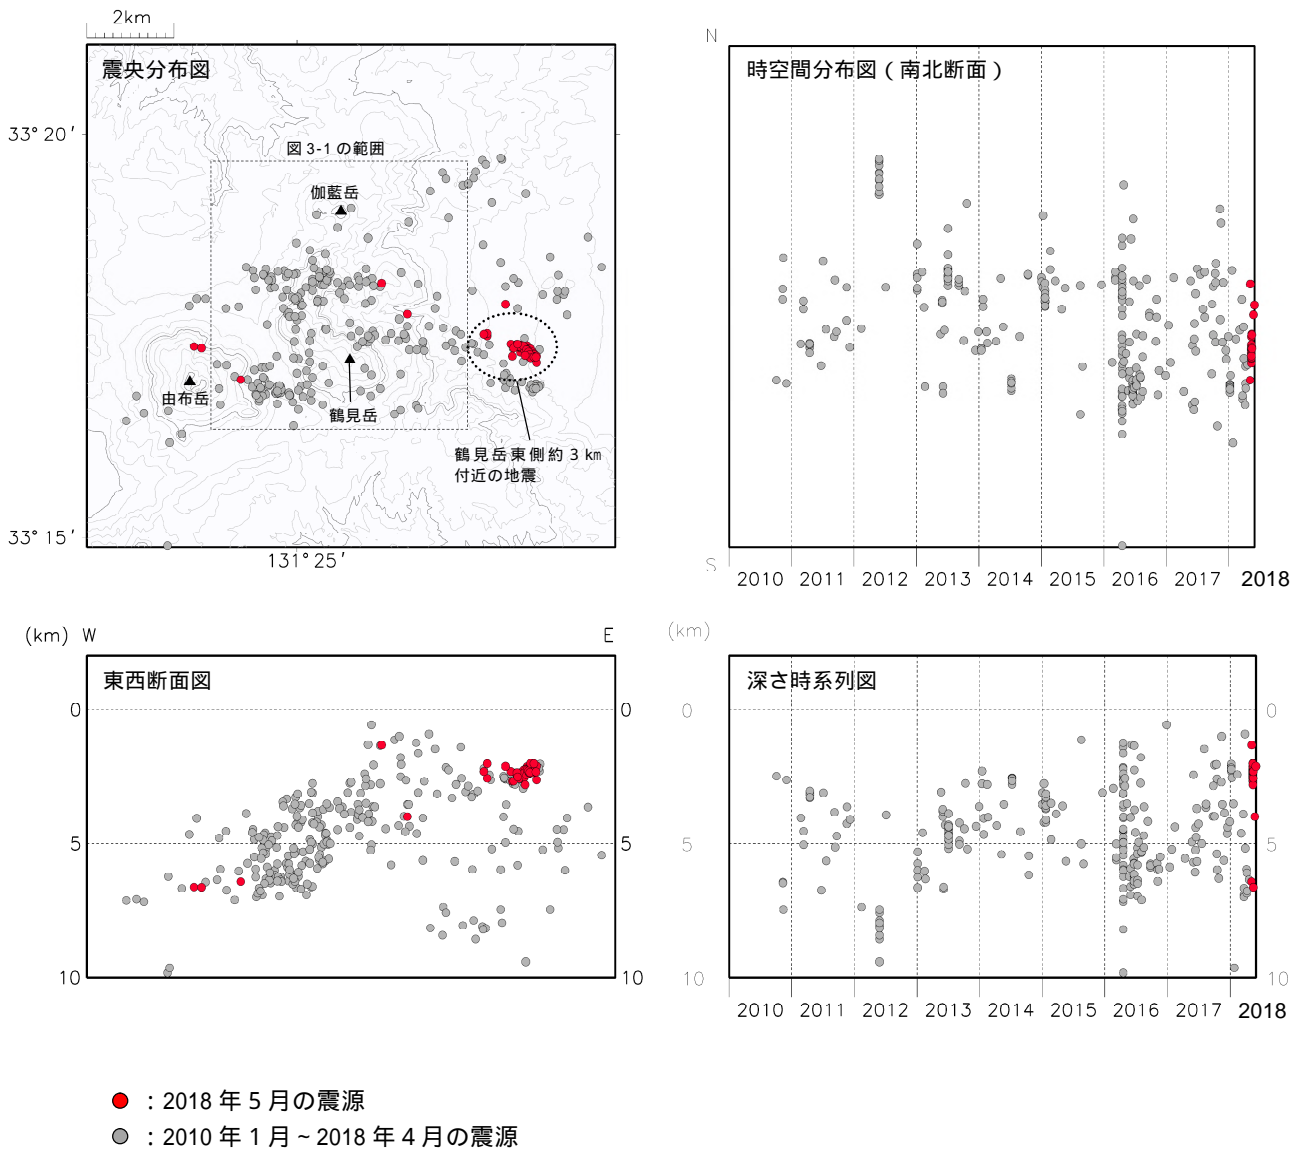 2km
震央分布図
33° 20′
図 3-1 の範囲
伽藍岳
由布岳
鶴見岳
鶴見岳東側約 3 km
付近の地震
33° 15′
131° 25′
N
時空間分布図 ( 南北断面 )
S
2010 2011 2012 2013 2014 2015 2016 2017 2018
(km) W E
東西断面図
0 0
5 5
10 10
(km)
深さ時系列図
0 0
5 5
10 10
2010 2011 2012 2013 2014 2015 2016 2017 2018
：2018 年 5 月の震源
：2010 年 1 月 ~ 2018 年 4 月の震源